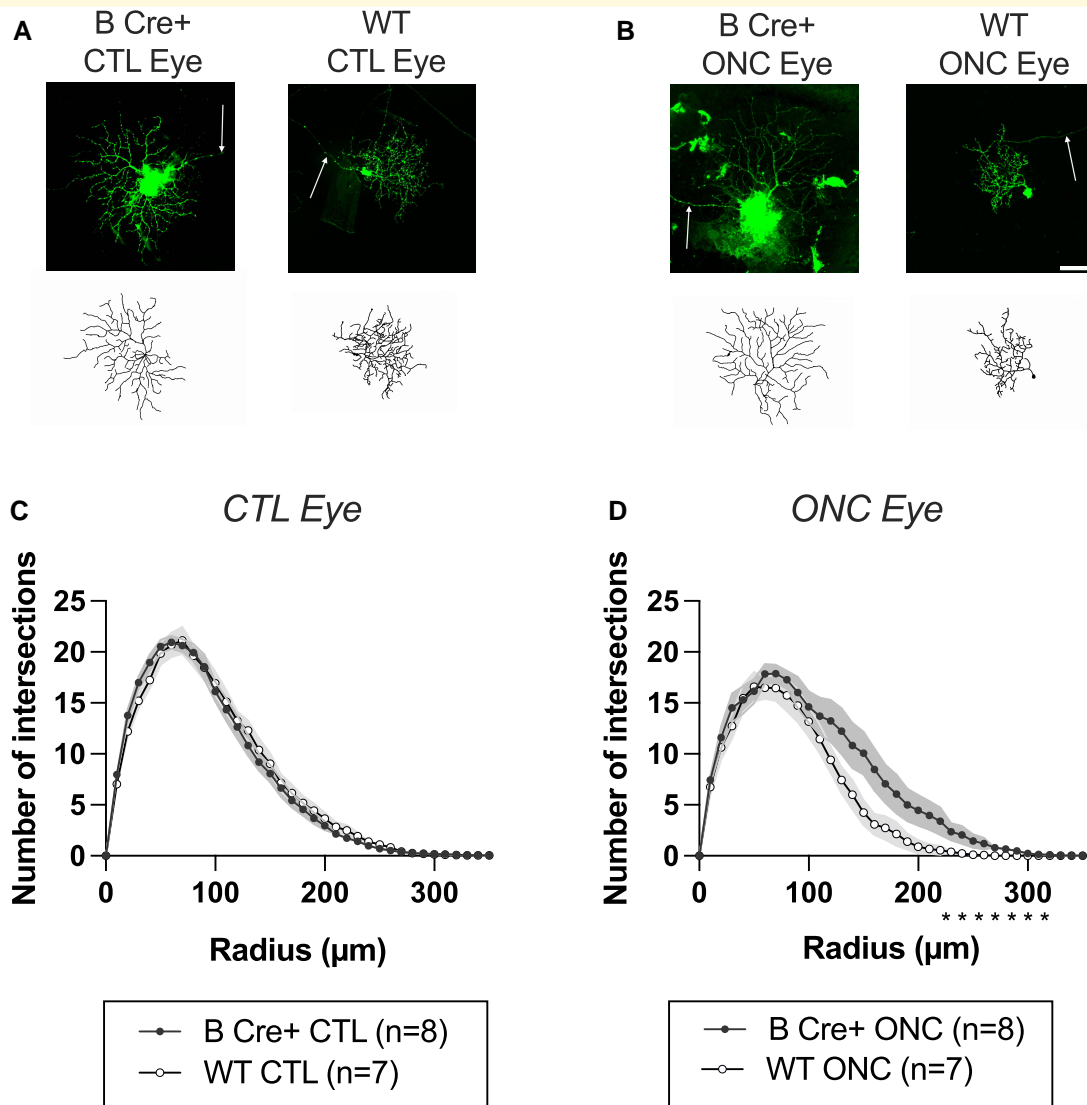 A
B Cre+
CTL Eye
WT
CTL Eye
B
B Cre+
ONC Eye
WT
ONC Eye
C
CTL Eye
Number of intersections
25
20
15
10
5
0
0 100 200 300
Radius (µm)
B Cre+ CTL (n=8)
WT CTL (n=7)
D
ONC Eye
Number of intersections
25
20
15
10
5
0
0 100 200 300
* * * * * * *
Radius (µm)
B Cre+ ONC (n=8)
WT ONC (n=7)